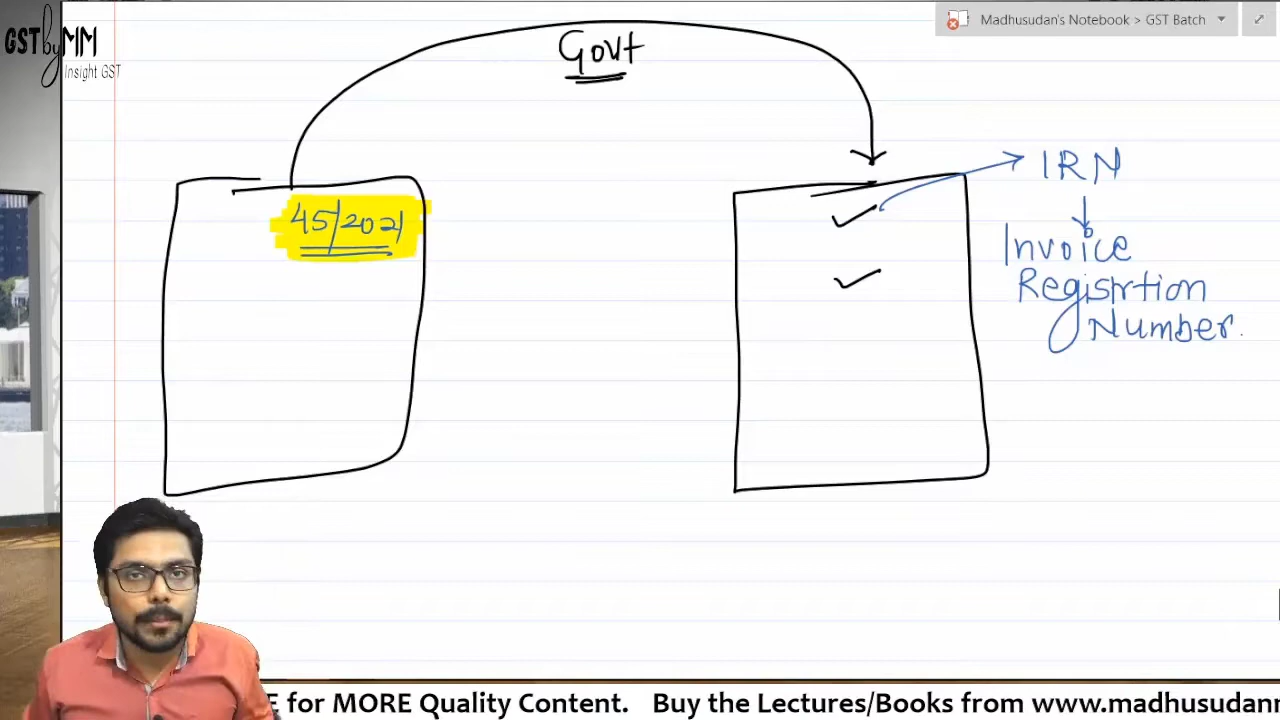 GST by MM
Insight GST
Madhusudan's Notebook > GST Batch
Govt
45/2021
IRN
Invoice
Regisrtion
Number.
E for MORE Quality Content. Buy the Lectures/Books from www.madhusudan